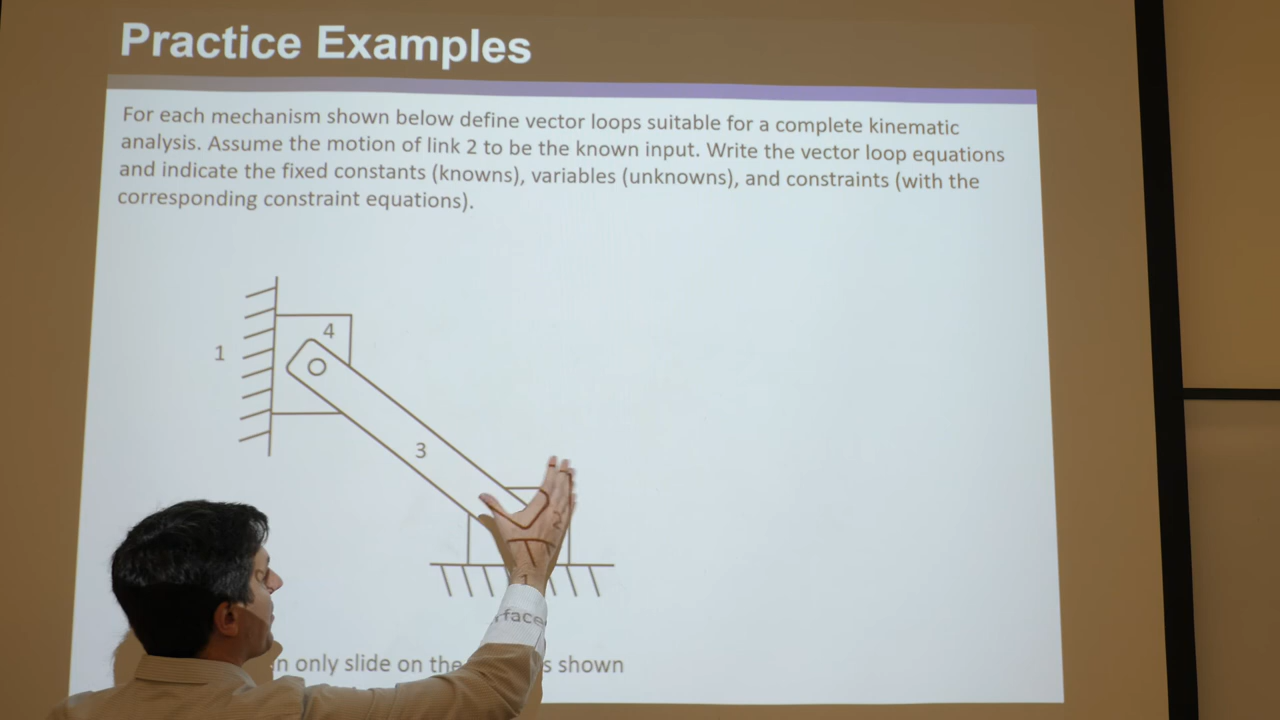 Practice Examples
For each mechanism shown below define vector loops suitable for a complete kinematic
analysis. Assume the motion of link 2 to be the known input. Write the vector loop equations
and indicate the fixed constants (knowns), variables (unknowns), and constraints (with the
corresponding constraint equations).
4
1
3
2
1
only slide on the shown